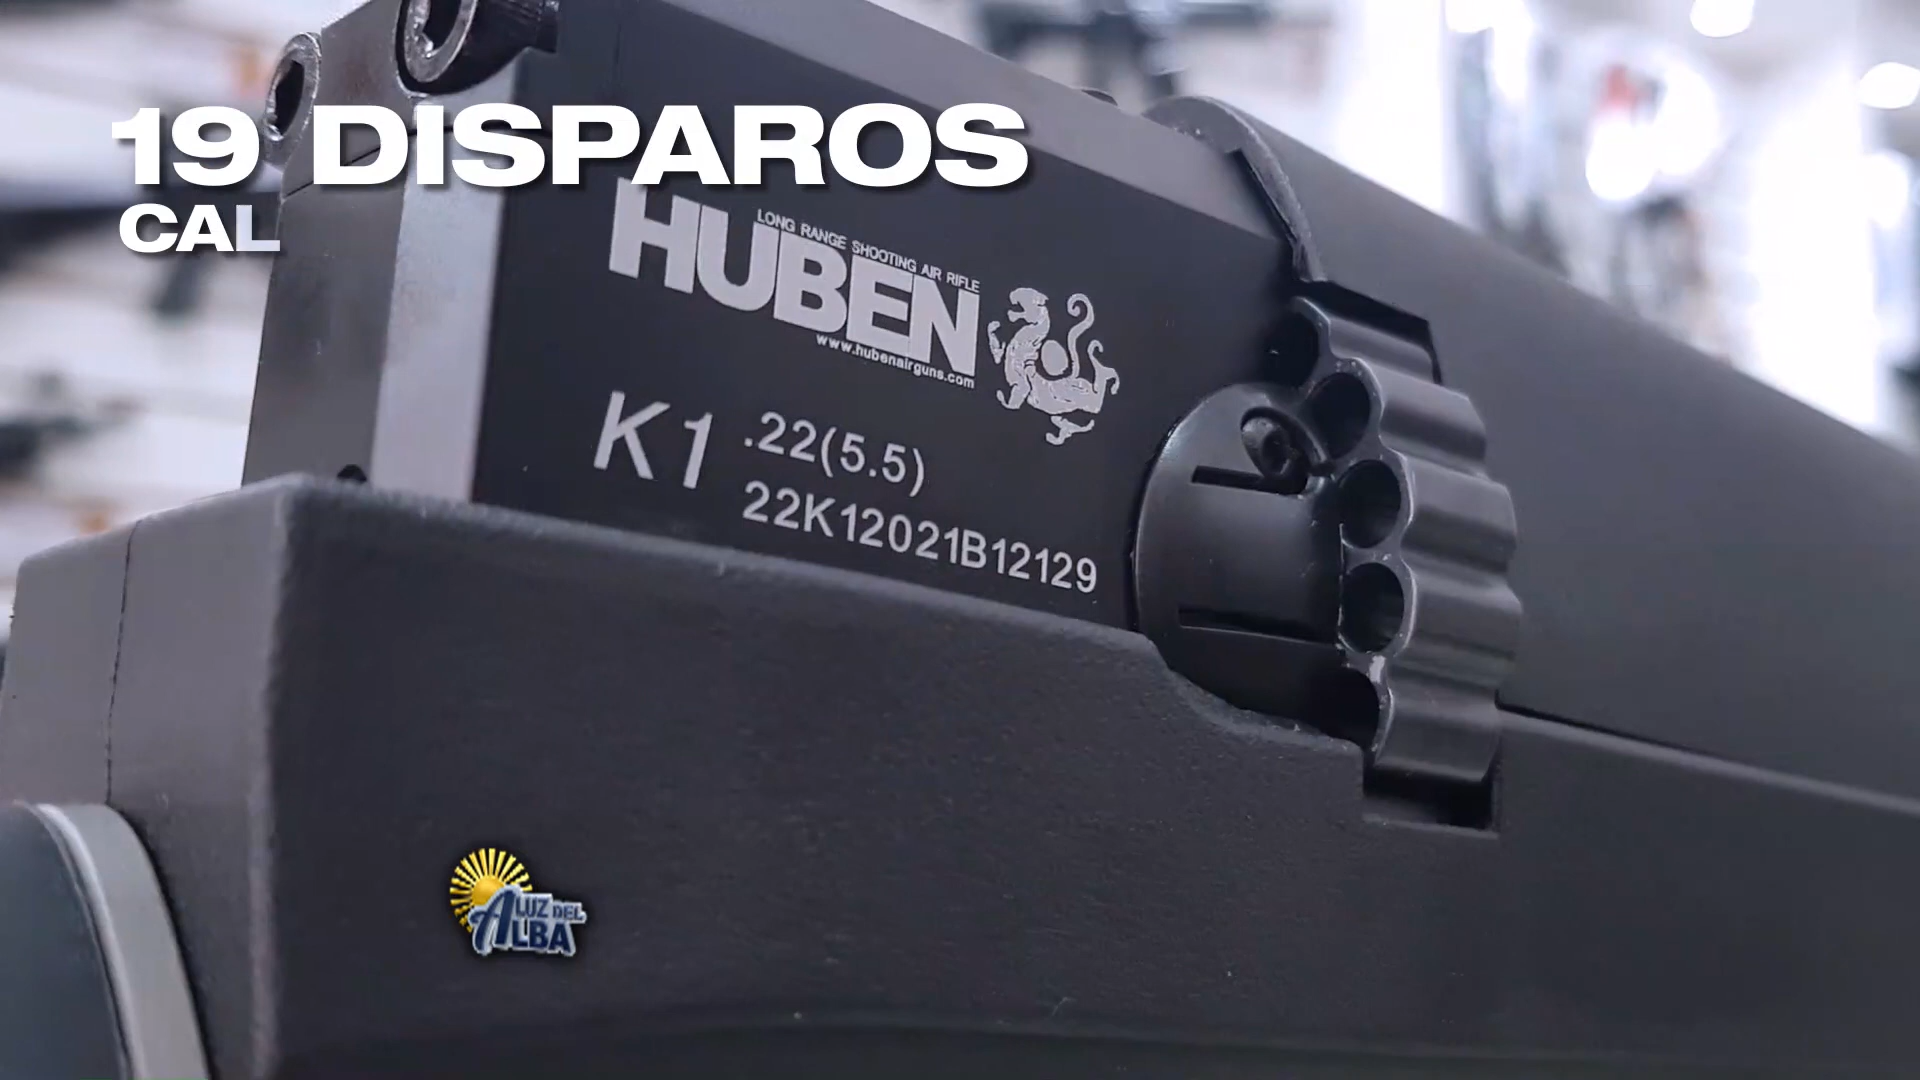 19 DISPAROS
CAL
LONG RANGE SHOOTING AIR RIFLE
HUBEN
www.hubenairguns.com
K1 .22(5.5)
22K12021B12129
LUZ DEL
ALBA